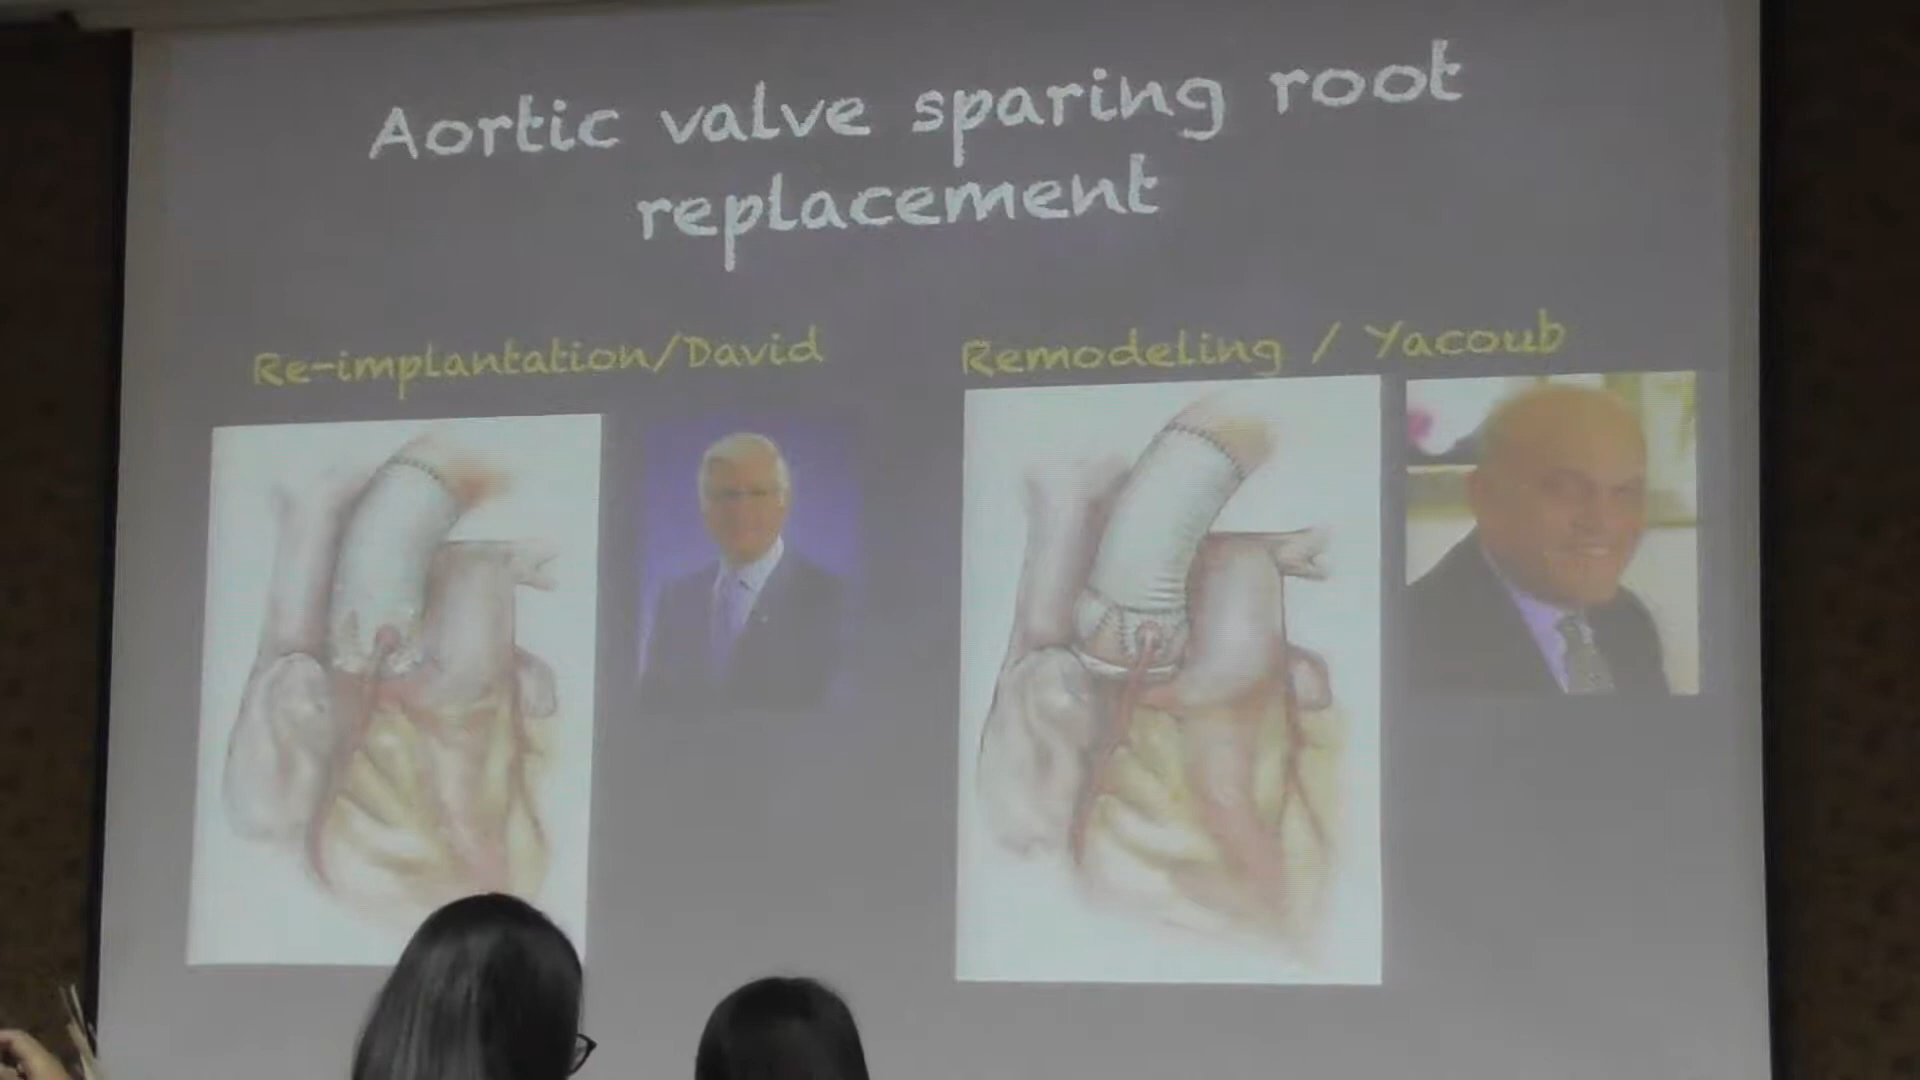 Aortic valve sparing root
replacement
Re-implantation/David
Remodeling / Yacoub